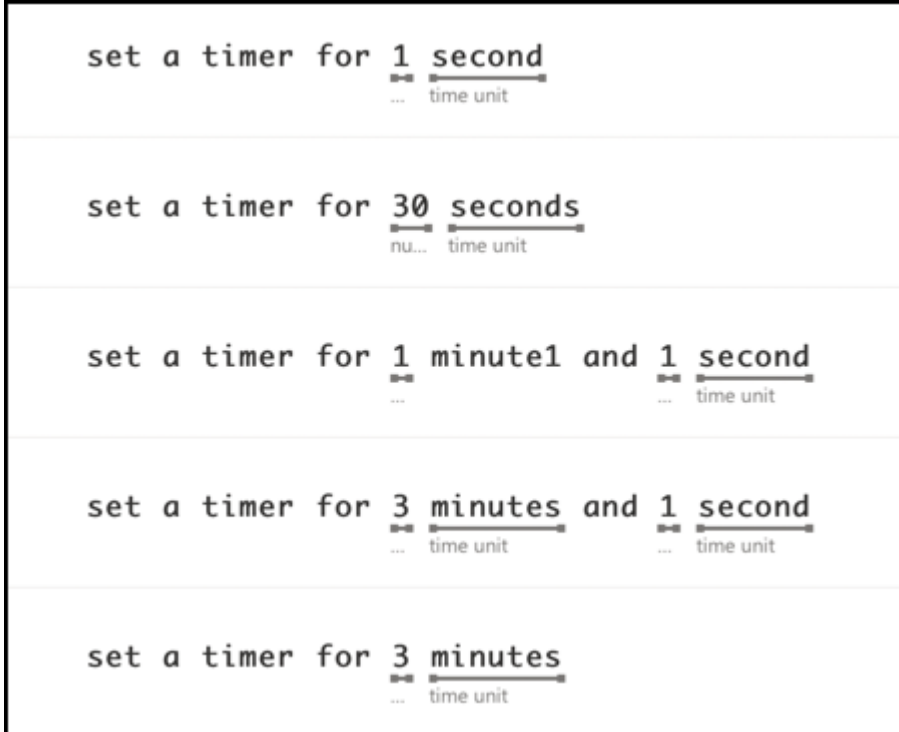 set a timer for 1 second
... time unit
set a timer for 30 seconds
nu... time unit
set a timer for 1 minute1 and 1 second
... ... time unit
set a timer for 3 minutes and 1 second
... time unit ... time unit
set a timer for 3 minutes
... time unit